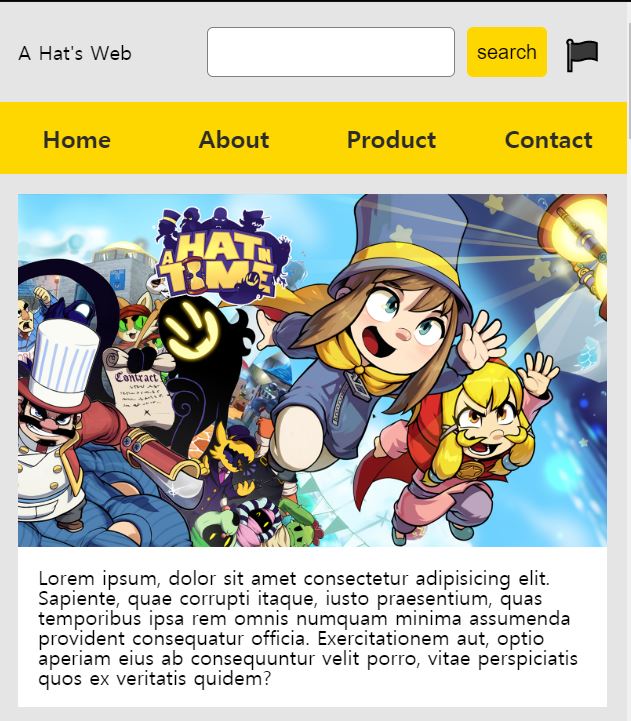 A Hat's Web
search
Home About Product Contact
A HAT IN
TIME
Contract
Lorem ipsum, dolor sit amet consectetur adipisicing elit.
Sapiente, quae corrupti itaque, iusto praesentium, quas
temporibus ipsa rem omnis numquam minima assumenda
provident consequatur officia. Exercitationem aut, optio
aperiam eius ab consequuntur velit porro, vitae perspiciatis
quos ex veritatis quidem?